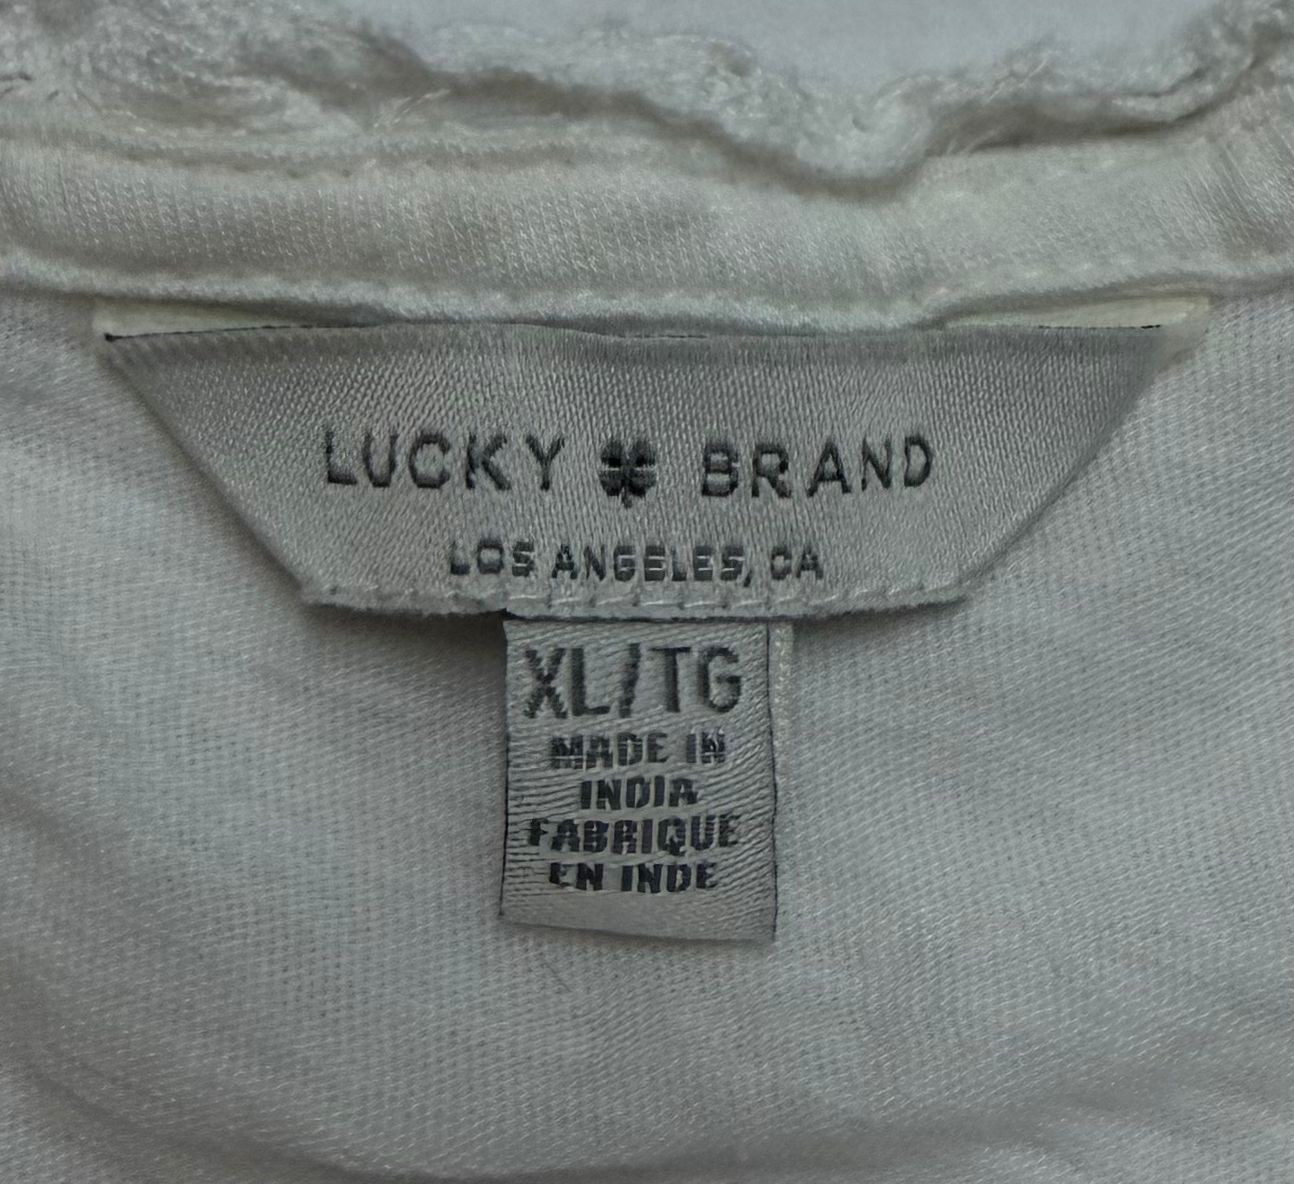 LUCKY BRAND
LOS ANGELES, CA
XL/TG
MADE IN
INDIA
FABRIQUE
EN INDE